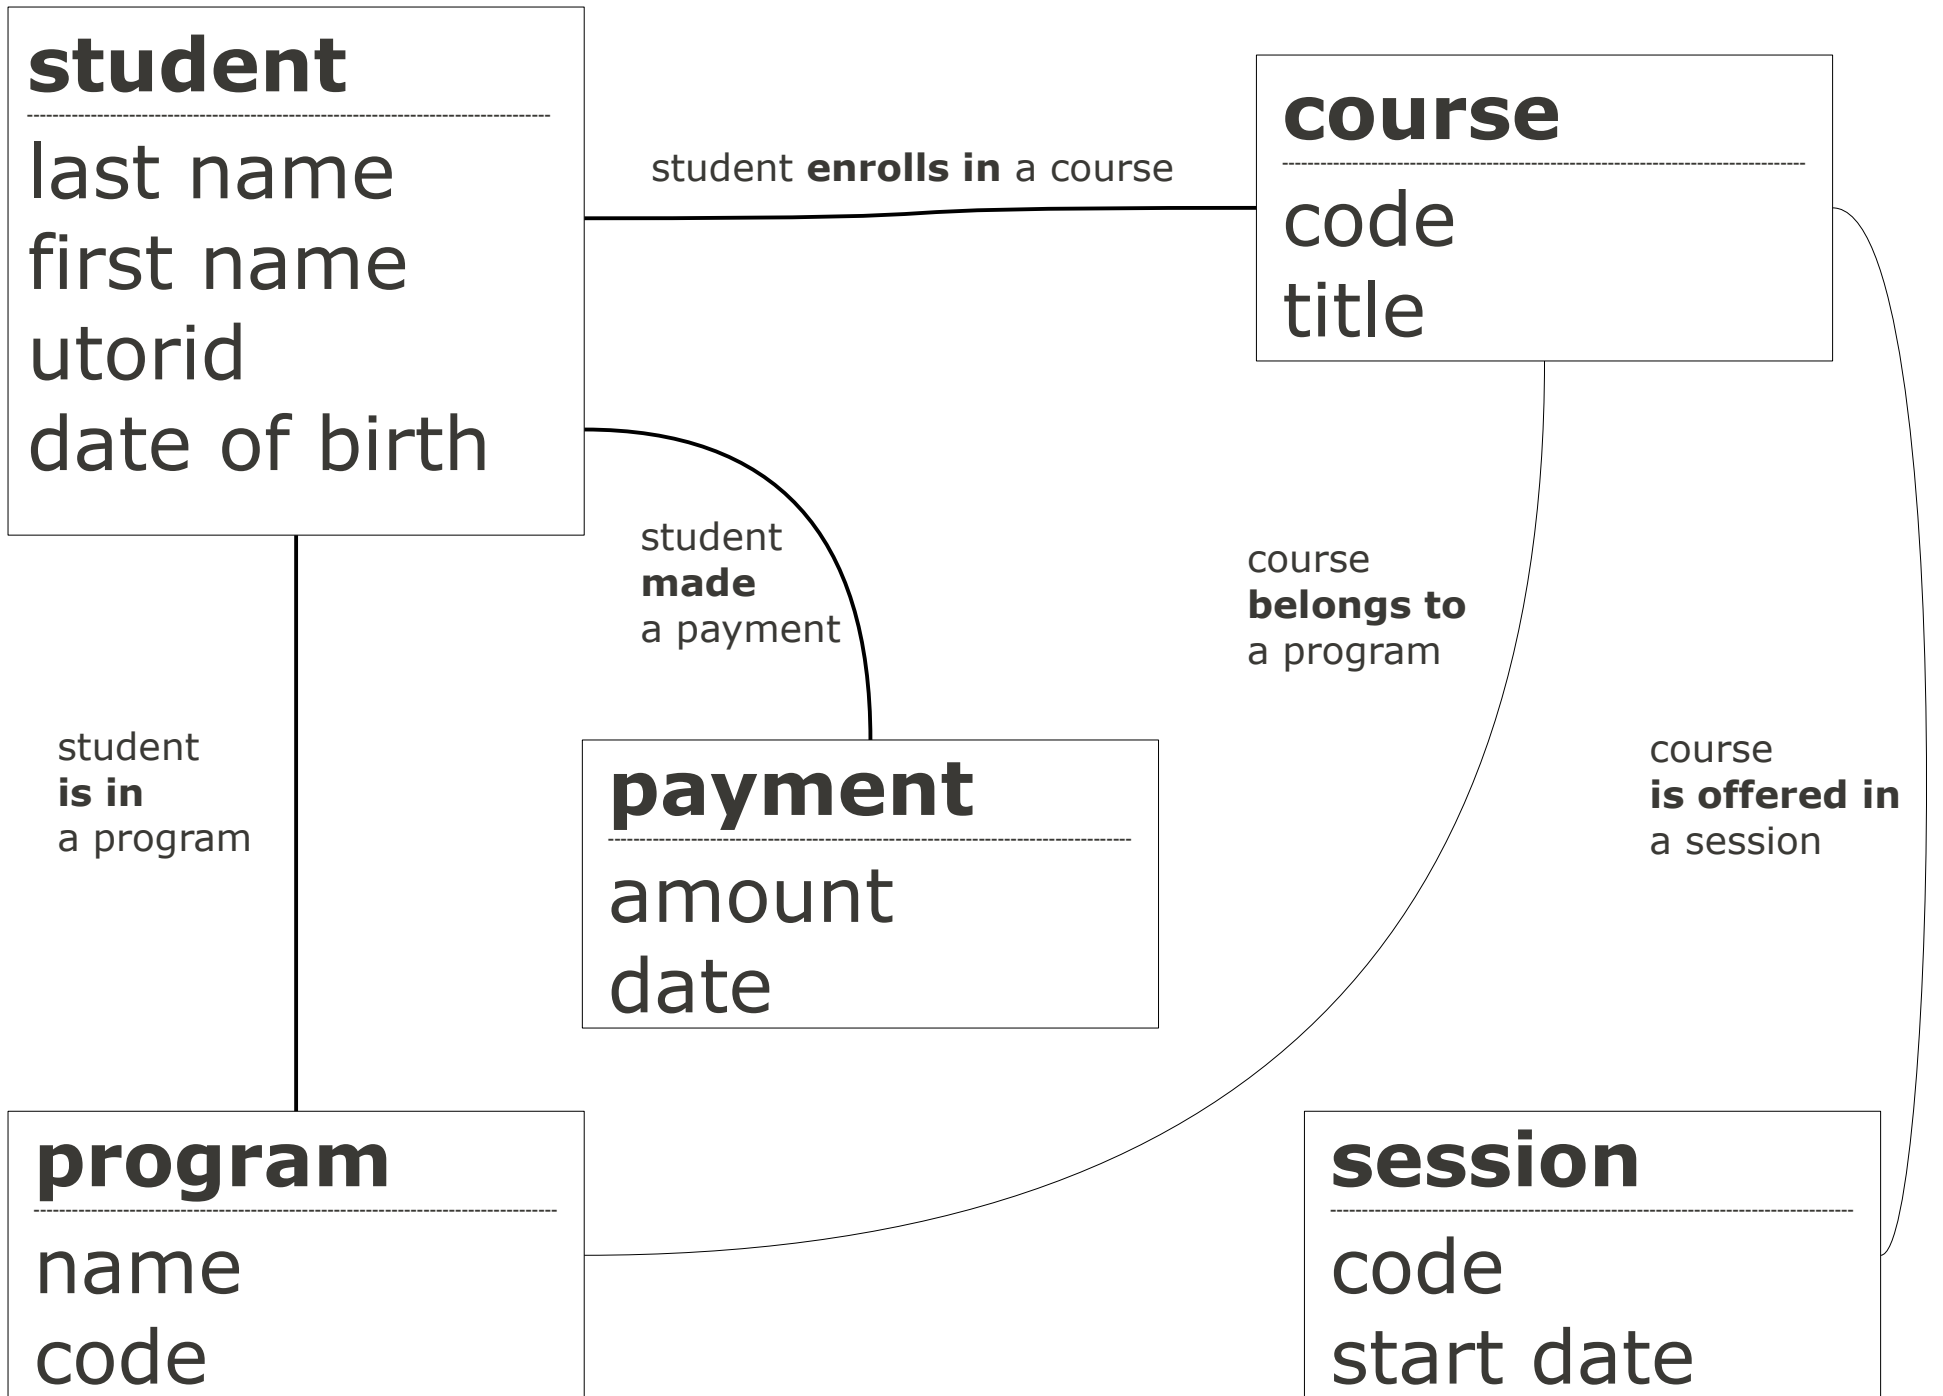 student
last name
first name
utorid
date of birth
student enrolls in a course
course
code
title
student
made
a payment
course
belongs to
a program
student
is in
a program
course
is offered in
a session
payment
amount
date
program
name
code
session
code
start date